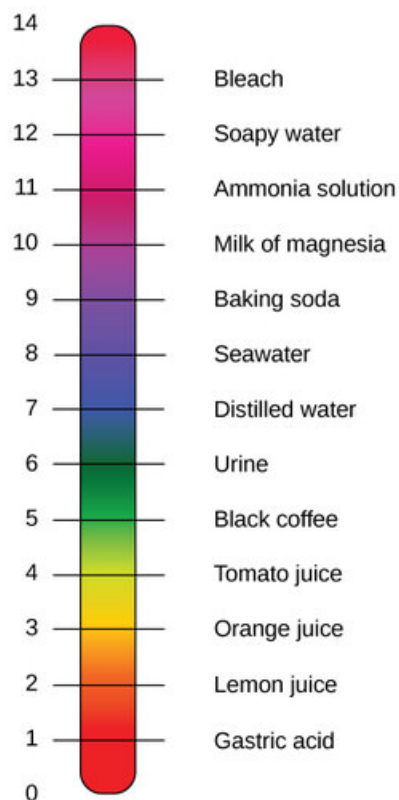 14
13 Bleach
12 Soapy water
11 Ammonia solution
10 Milk of magnesia
9 Baking soda
8 Seawater
7 Distilled water
6 Urine
5 Black coffee
4 Tomato juice
3 Orange juice
2 Lemon juice
1 Gastric acid
0